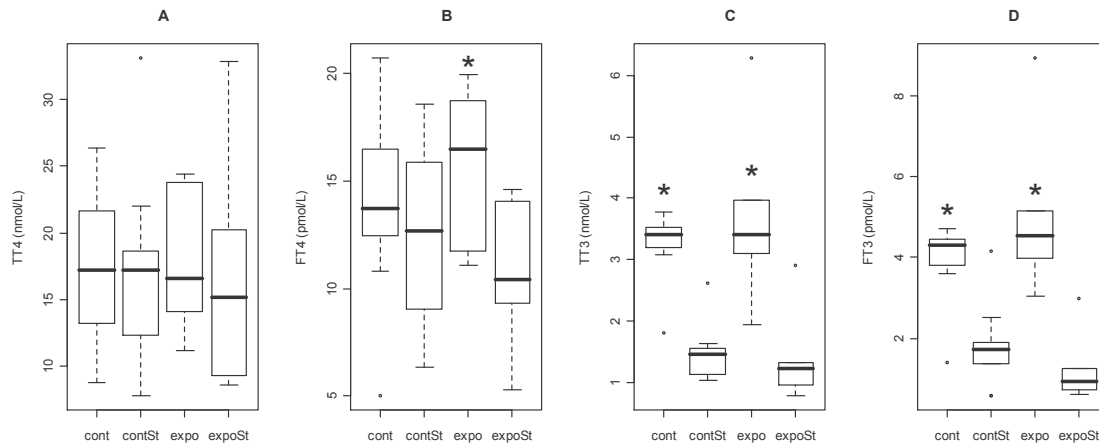 A
TT4 (nmol/L)
30
25
20
15
10
cont contSt expo expoSt
B
FT4 (pmol/L)
20
15
10
5
*
cont contSt expo expoSt
C
TT3 (nmol/L)
6
5
4
3
2
1
* *
cont contSt expo expoSt
D
FT3 (pmol/L)
8
6
4
2
* *
cont contSt expo expoSt